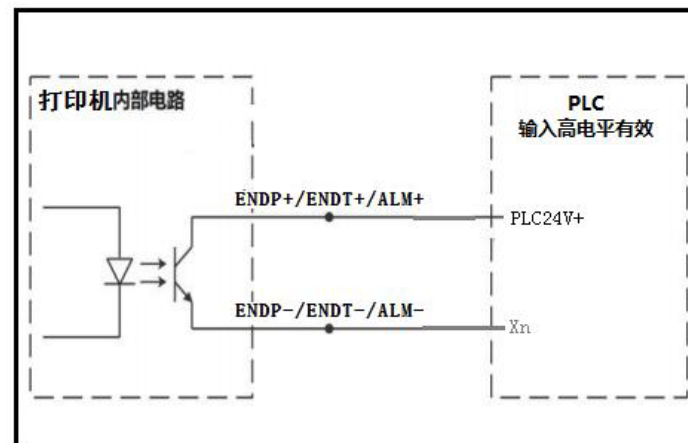 打印机内部电路
PLC
输入高电平有效
ENDP+/ENDT+/ALM+
PLC24V+
ENDP-/ENDT-/ALM-
Xn